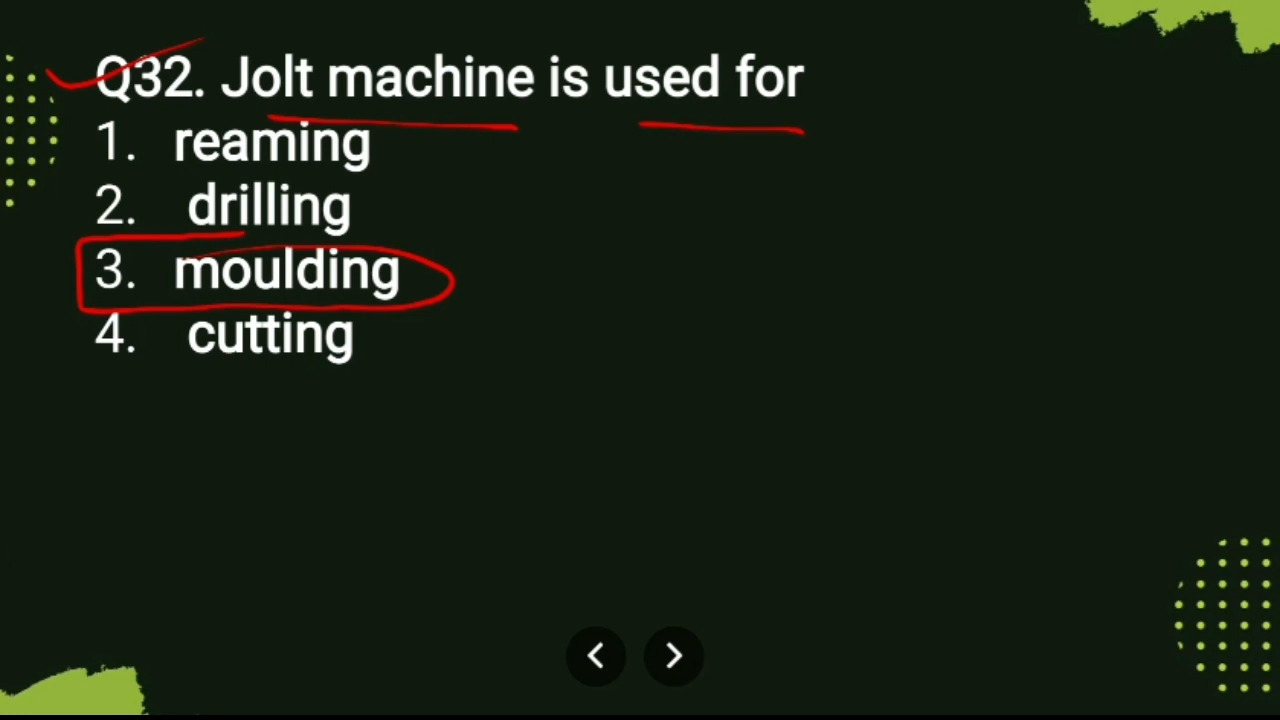 Q32. Jolt machine is used for
1. reaming
2. drilling
3. moulding
4. cutting